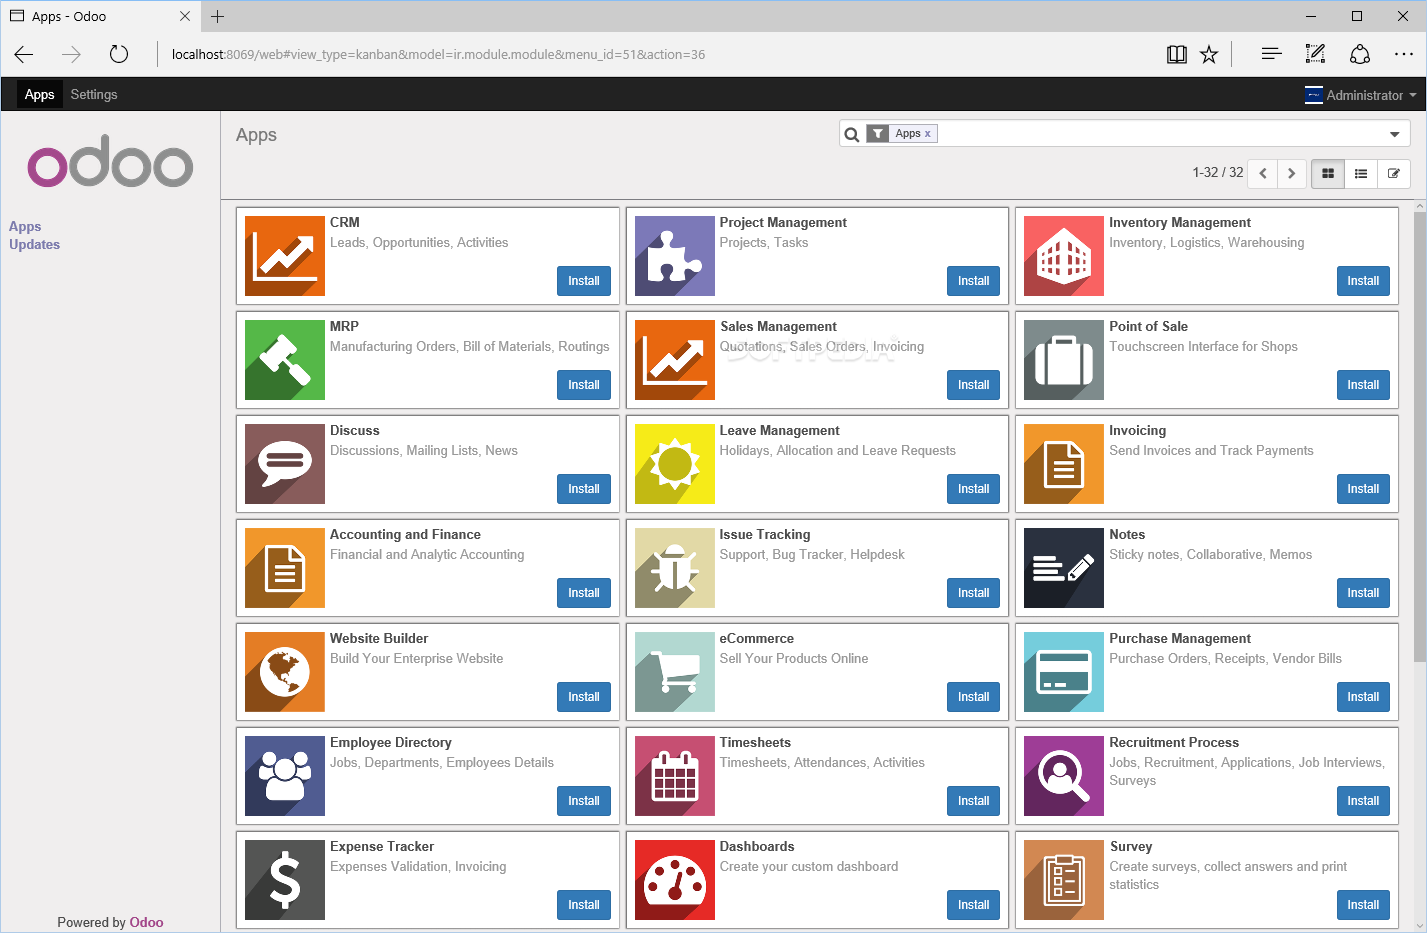 Apps - Odoo
localhost:8069/web#view_type=kanban&model=ir.module.module&menu_id=51&action=36
Apps Settings
Administrator
odoo
Apps
Updates
Apps
Apps x
1-32 / 32
CRM
Leads, Opportunities, Activities
Install
Project Management
Projects, Tasks
Install
Inventory Management
Inventory, Logistics, Warehousing
Install
MRP
Manufacturing Orders, Bill of Materials, Routings
Install
Sales Management
Quotations, Sales Orders, Invoicing
SOFTPEDIA
Install
Point of Sale
Touchscreen Interface for Shops
Install
Discuss
Discussions, Mailing Lists, News
Install
Leave Management
Holidays, Allocation and Leave Requests
Install
Invoicing
Send Invoices and Track Payments
Install
Accounting and Finance
Financial and Analytic Accounting
Install
Issue Tracking
Support, Bug Tracker, Helpdesk
Install
Notes
Sticky notes, Collaborative, Memos
Install
Website Builder
Build Your Enterprise Website
Install
eCommerce
Sell Your Products Online
Install
Purchase Management
Purchase Orders, Receipts, Vendor Bills
Install
Employee Directory
Jobs, Departments, Employees Details
Install
Timesheets
Timesheets, Attendances, Activities
Install
Recruitment Process
Jobs, Recruitment, Applications, Job Interviews,
Surveys
Install
Expense Tracker
Expenses Validation, Invoicing
Install
Dashboards
Create your custom dashboard
Install
Survey
Create surveys, collect answers and print
statistics
Install
Powered by Odoo